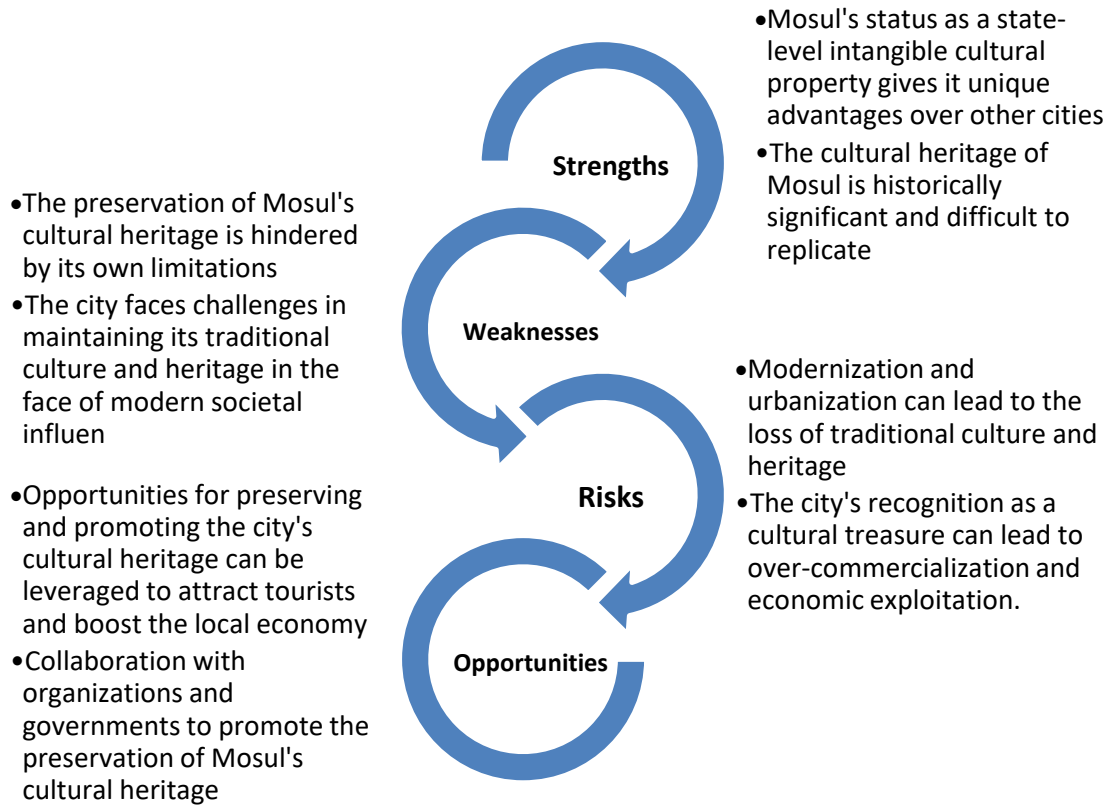 •Mosul's status as a state-
level intangible cultural
property gives it unique
advantages over other cities
•The cultural heritage of
Mosul is historically
significant and difficult to
replicate
Strengths
•The preservation of Mosul's
cultural heritage is hindered
by its own limitations
•The city faces challenges in
maintaining its traditional
culture and heritage in the
face of modern societal
influen
Weaknesses
•Modernization and
urbanization can lead to the
loss of traditional culture and
heritage
•The city's recognition as a
cultural treasure can lead to
over-commercialization and
economic exploitation.
Risks
•Opportunities for preserving
and promoting the city's
cultural heritage can be
leveraged to attract tourists
and boost the local economy
•Collaboration with
organizations and
governments to promote the
preservation of Mosul's
cultural heritage
Opportunities